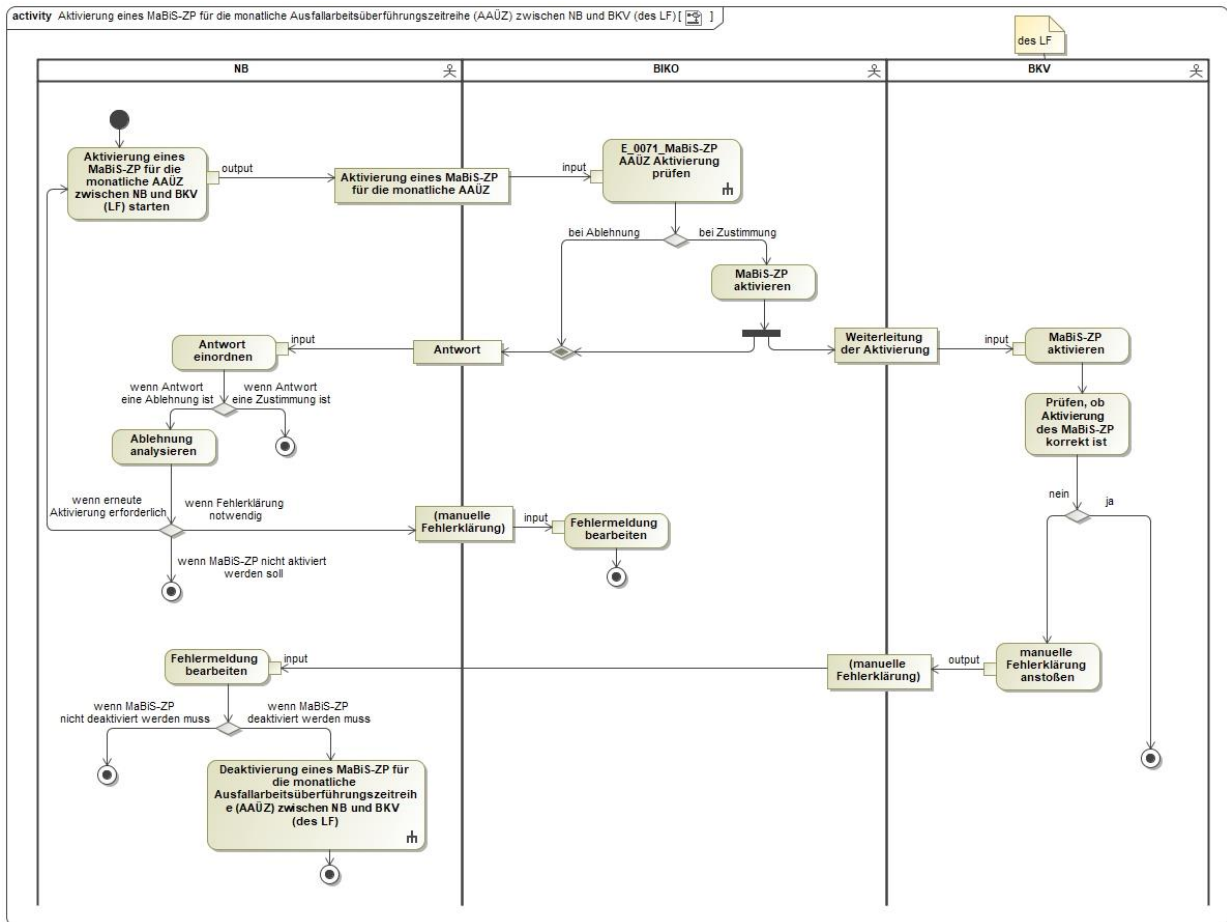 activity Aktivierung eines MaBiS-ZP für die monatliche Ausfallarbeitsüberführungszeitreihe (AAÜZ) zwischen NB und BKV (des LF) [ ]
des LF
NB
BIKO
BKV
Aktivierung eines
MaBiS-ZP für die
monatliche AAÜZ
zwischen NB und BKV
(LF) starten
output
Aktivierung eines MaBiS-ZP
für die monatliche AAÜZ
input
E_0071_MaBiS-ZP
AAÜZ Aktivierung
prüfen
bei Ablehnung
bei Zustimmung
MaBiS-ZP
aktivieren
Antwort
einordnen
input
Antwort
Weiterleitung
der Aktivierung
input
MaBiS-ZP
aktivieren
wenn Antwort
eine Ablehnung ist
wenn Antwort
eine Zustimmung ist
Prüfen, ob
Aktivierung
des MaBiS-ZP
korrekt ist
Ablehnung
analysieren
nein
ja
wenn erneute
Aktivierung erforderlich
wenn Fehlerklärung
notwendig
(manuelle
Fehlerklärung)
input
Fehlermeldung
bearbeiten
wenn MaBiS-ZP nicht aktiviert
werden soll
Fehlermeldung
bearbeiten
input
(manuelle
Fehlerklärung)
output
manuelle
Fehlerklärung
anstoßen
wenn MaBiS-ZP
nicht deaktiviert werden muss
wenn MaBiS-ZP
deaktiviert werden muss
Deaktivierung eines MaBiS-ZP für
die monatliche
Ausfallarbeitsüberführungszeitreih
e (AAÜZ) zwischen NB und BKV
(des LF)